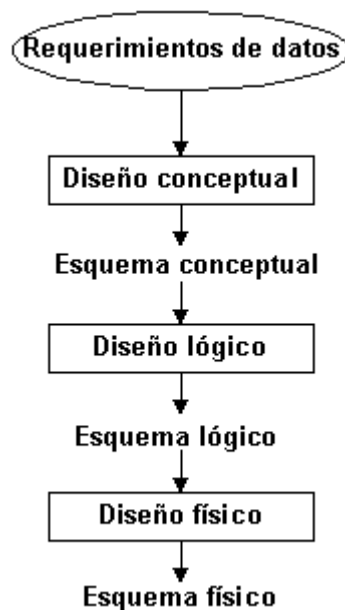 Requerimientos de datos
Diseño conceptual
Esquema conceptual
Diseño lógico
Esquema lógico
Diseño físico
Esquema físico